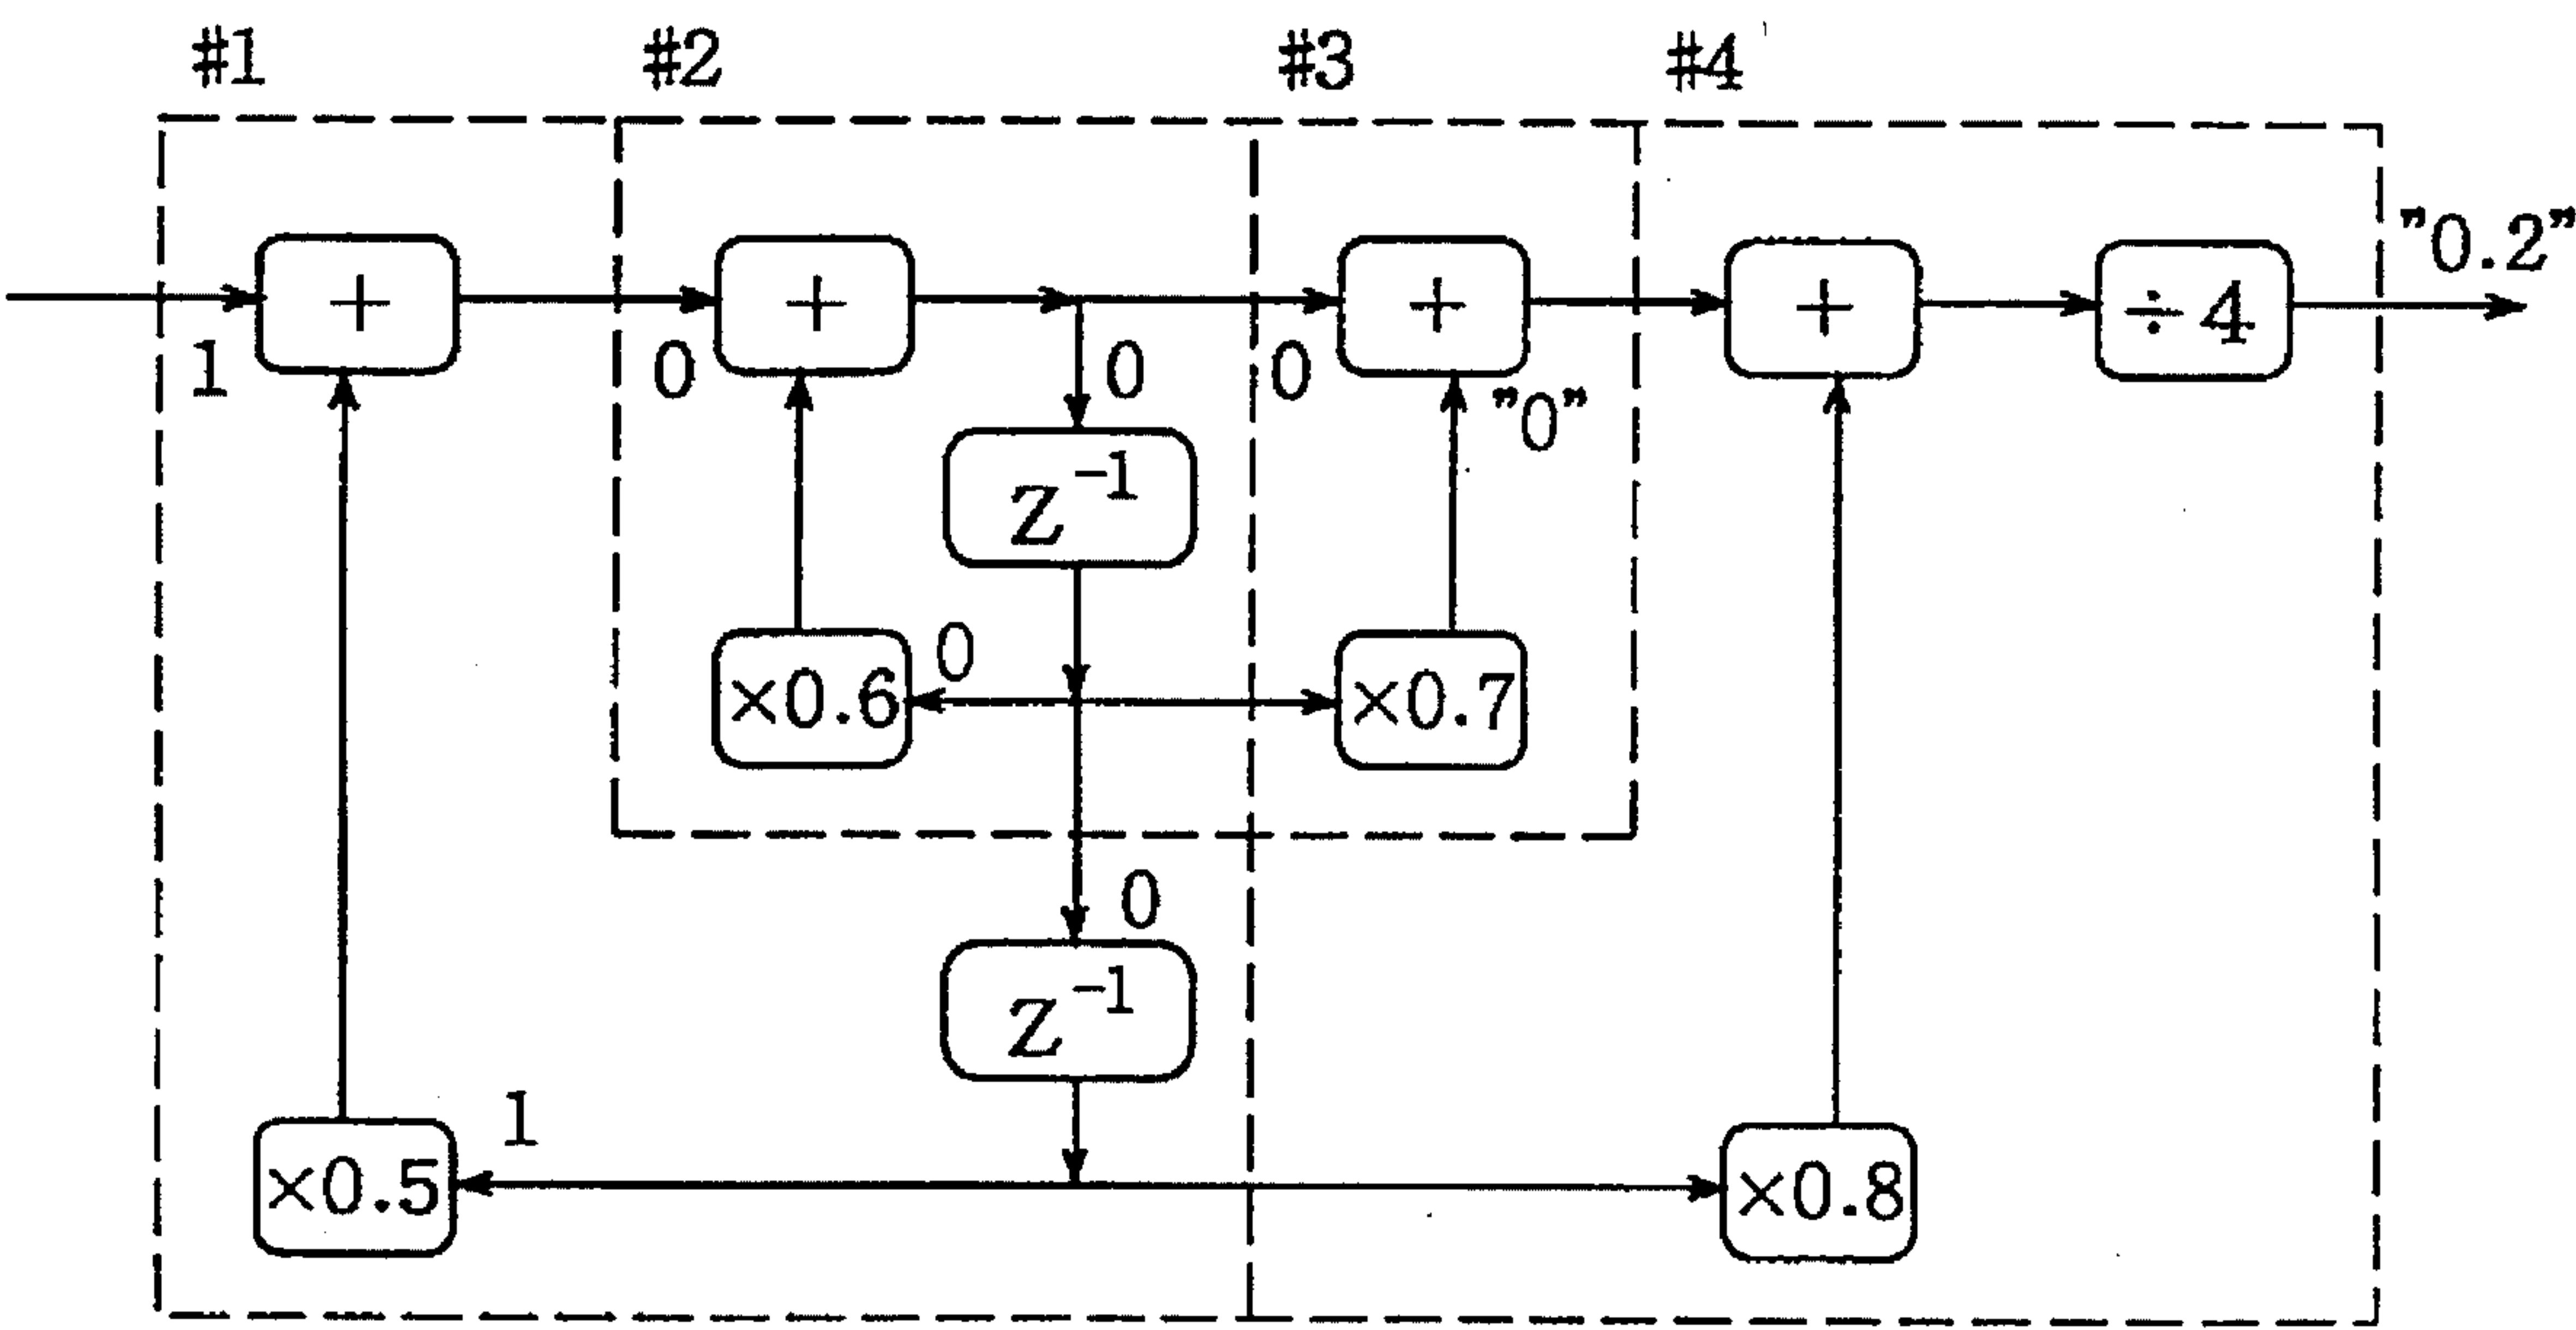 #1 #2 #3 #4
"0.2"
+ + + + ÷4
1 0 0 0 "0"
Z⁻¹
0
×0.6 ×0.7
0
Z⁻¹
1
×0.5 ×0.8